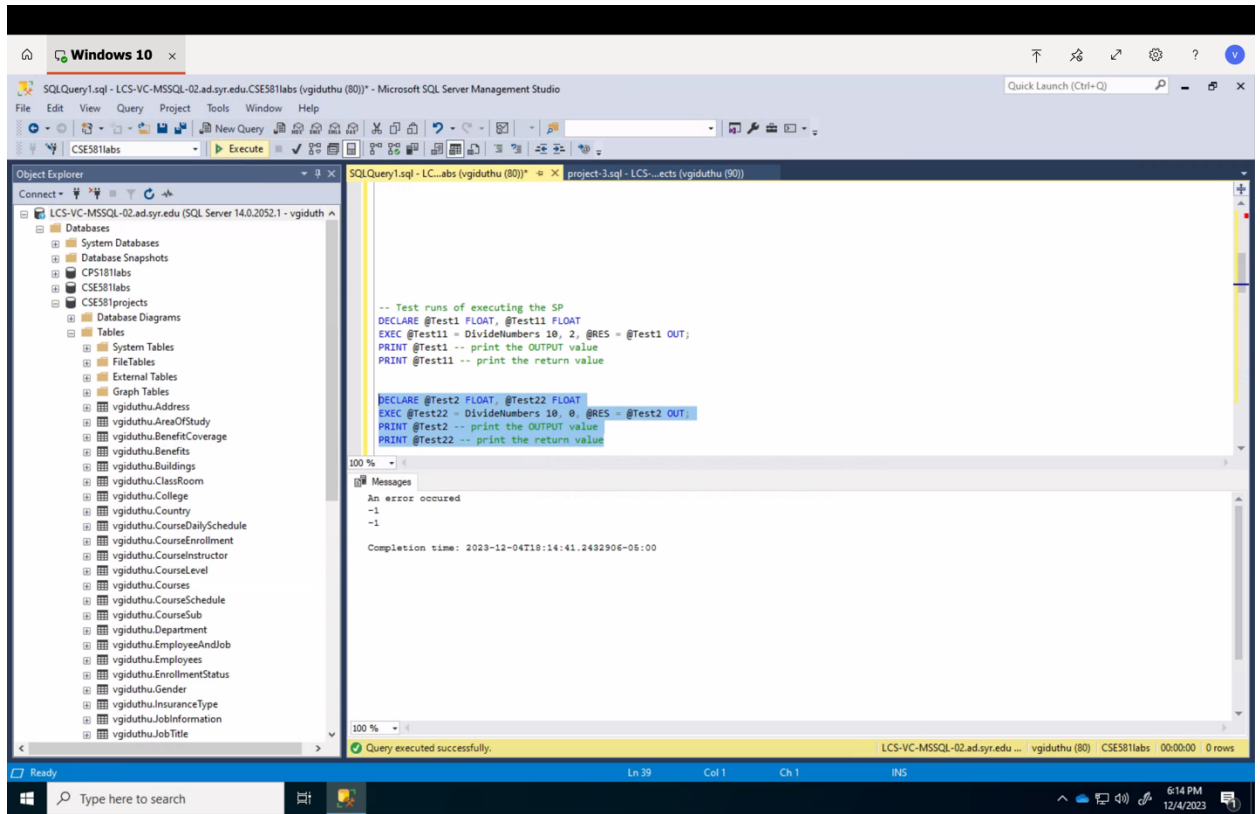 Windows 10 ×
? V
SQLQuery1.sql - LCS-VC-MSSQL-02.ad.syr.edu.CSE581labs (vgiduthu (80))* - Microsoft SQL Server Management Studio
Quick Launch (Ctrl+Q)
File Edit View Query Project Tools Window Help
New Query
CSE581labs Execute
Object Explorer
SQLQuery1.sql - LC...abs (vgiduthu (80))* project-3.sql - LCS-...ects (vgiduthu (90))
Connect
LCS-VC-MSSQL-02.ad.syr.edu (SQL Server 14.0.2052.1 - vgiduth
Databases
System Databases
Database Snapshots
CPS181labs
CSE581labs
CSE581projects
Database Diagrams
Tables
System Tables
FileTables
External Tables
Graph Tables
vgiduthu.Address
vgiduthu.AreaOfStudy
vgiduthu.BenefitCoverage
vgiduthu.Benefits
vgiduthu.Buildings
vgiduthu.ClassRoom
vgiduthu.College
vgiduthu.Country
vgiduthu.CourseDailySchedule
vgiduthu.CourseEnrollment
vgiduthu.CourseInstructor
vgiduthu.CourseLevel
vgiduthu.Courses
vgiduthu.CourseSchedule
vgiduthu.CourseSub
vgiduthu.Department
vgiduthu.EmployeeAndJob
vgiduthu.Employees
vgiduthu.EnrollmentStatus
vgiduthu.Gender
vgiduthu.InsuranceType
vgiduthu.JobInformation
vgiduthu.JobTitle
-- Test runs of executing the SP
DECLARE @Test1 FLOAT, @Test11 FLOAT
EXEC @Test11 = DivideNumbers 10, 2, @RES = @Test1 OUT;
PRINT @Test1 -- print the OUTPUT value
PRINT @Test11 -- print the return value
DECLARE @Test2 FLOAT, @Test22 FLOAT
EXEC @Test22 = DivideNumbers 10, 0, @RES = @Test2 OUT;
PRINT @Test2 -- print the OUTPUT value
PRINT @Test22 -- print the return value
100 %
Messages
An error occured
-1
-1
Completion time: 2023-12-04T18:14:41.2432906-05:00
100 %
Query executed successfully.
LCS-VC-MSSQL-02.ad.syr.edu ... vgiduthu (80) CSE581labs 00:00:00 0 rows
Ready Ln 39 Col 1 Ch 1 INS
Type here to search
6:14 PM
12/4/2023
1